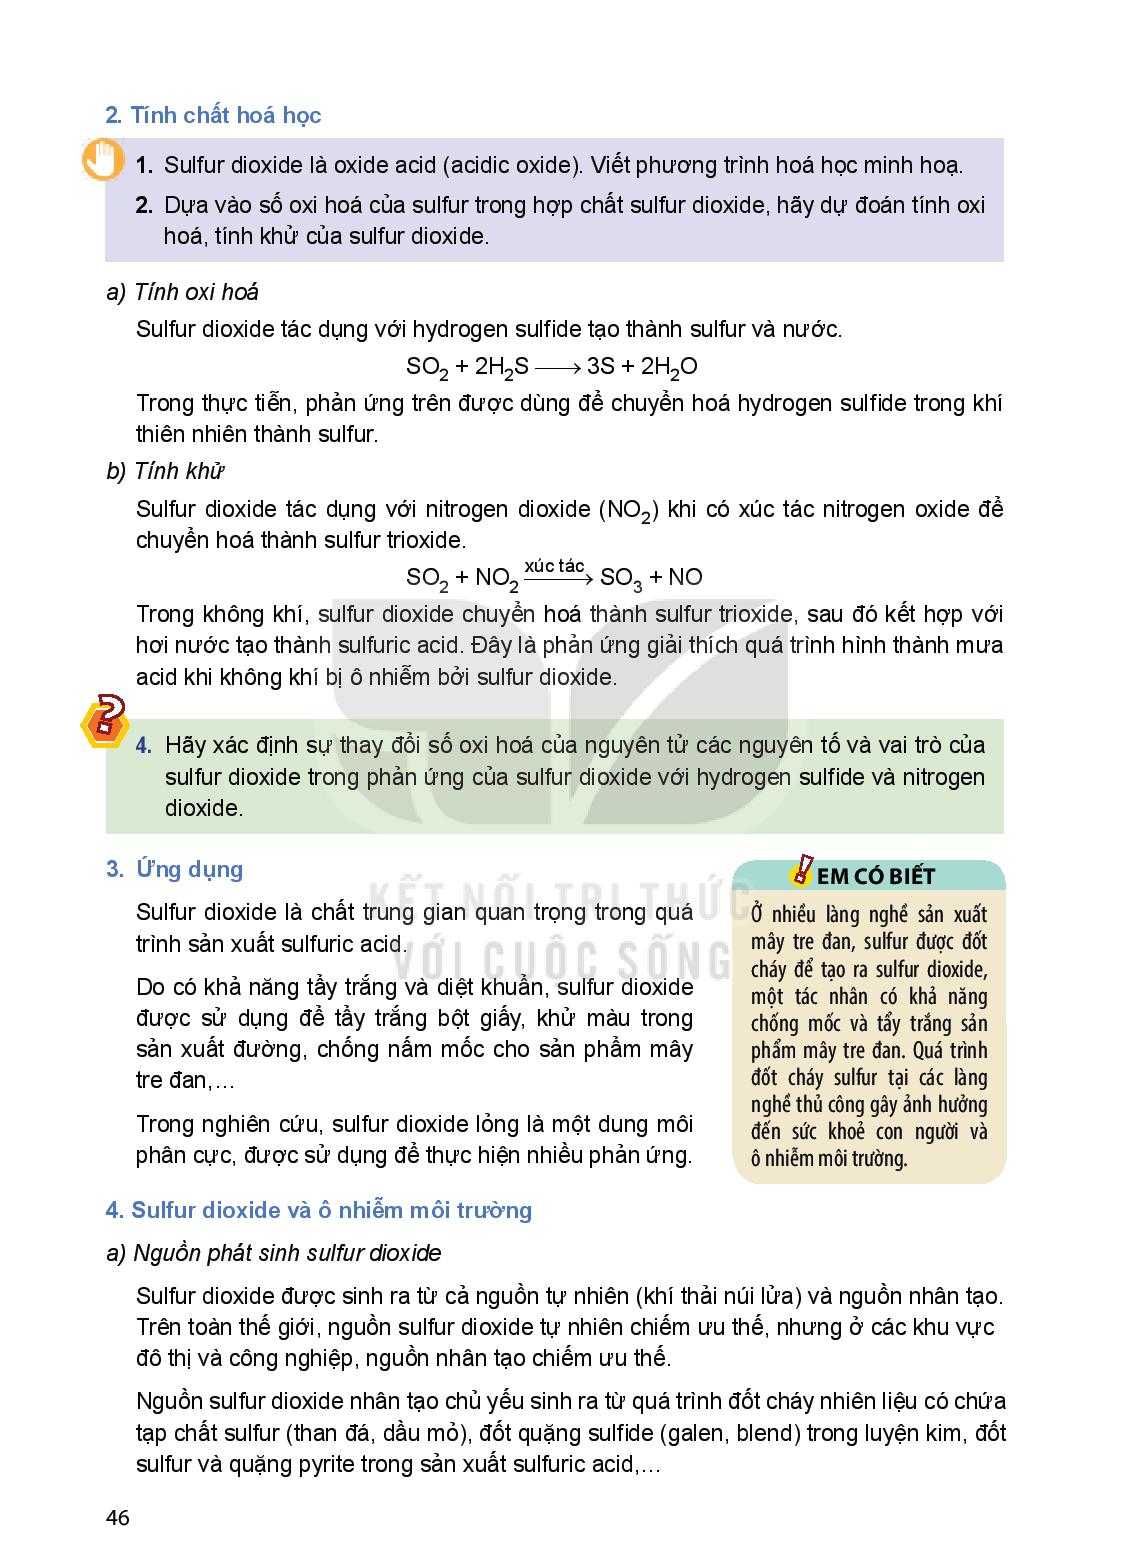 2. Tính chất hoá học
1. Sulfur dioxide là oxide acid (acidic oxide). Viết phương trình hoá học minh hoạ.
2. Dựa vào số oxi hoá của sulfur trong hợp chất sulfur dioxide, hãy dự đoán tính oxi
hoá, tính khử của sulfur dioxide.
a) Tính oxi hoá
Sulfur dioxide tác dụng với hydrogen sulfide tạo thành sulfur và nước.
SO₂ + 2H₂S ⟶ 3S + 2H₂O
Trong thực tiễn, phản ứng trên được dùng để chuyển hoá hydrogen sulfide trong khí
thiên nhiên thành sulfur.
b) Tính khử
Sulfur dioxide tác dụng với nitrogen dioxide (NO₂) khi có xúc tác nitrogen oxide để
chuyển hoá thành sulfur trioxide.
xúc tác
SO₂ + NO₂ ⟶ SO₃ + NO
Trong không khí, sulfur dioxide chuyển hoá thành sulfur trioxide, sau đó kết hợp với
hơi nước tạo thành sulfuric acid. Đây là phản ứng giải thích quá trình hình thành mưa
acid khi không khí bị ô nhiễm bởi sulfur dioxide.
?
4. Hãy xác định sự thay đổi số oxi hoá của nguyên tử các nguyên tố và vai trò của
sulfur dioxide trong phản ứng của sulfur dioxide với hydrogen sulfide và nitrogen
dioxide.
3. Ứng dụng
Sulfur dioxide là chất trung gian quan trọng trong quá
trình sản xuất sulfuric acid.
Do có khả năng tẩy trắng và diệt khuẩn, sulfur dioxide
được sử dụng để tẩy trắng bột giấy, khử màu trong
sản xuất đường, chống nấm mốc cho sản phẩm mây
tre đan,...
Trong nghiên cứu, sulfur dioxide lỏng là một dung môi
phân cực, được sử dụng để thực hiện nhiều phản ứng.
KẾT NỐI TRI THỨC
VỚI CUỘC SỐNG
! EM CÓ BIẾT
Ở nhiều làng nghề sản xuất
mây tre đan, sulfur được đốt
cháy để tạo ra sulfur dioxide,
một tác nhân có khả năng
chống mốc và tẩy trắng sản
phẩm mây tre đan. Quá trình
đốt cháy sulfur tại các làng
nghề thủ công gây ảnh hưởng
đến sức khoẻ con người và
ô nhiễm môi trường.
4. Sulfur dioxide và ô nhiễm môi trường
a) Nguồn phát sinh sulfur dioxide
Sulfur dioxide được sinh ra từ cả nguồn tự nhiên (khí thải núi lửa) và nguồn nhân tạo.
Trên toàn thế giới, nguồn sulfur dioxide tự nhiên chiếm ưu thế, nhưng ở các khu vực
đô thị và công nghiệp, nguồn nhân tạo chiếm ưu thế.
Nguồn sulfur dioxide nhân tạo chủ yếu sinh ra từ quá trình đốt cháy nhiên liệu có chứa
tạp chất sulfur (than đá, dầu mỏ), đốt quặng sulfide (galen, blend) trong luyện kim, đốt
sulfur và quặng pyrite trong sản xuất sulfuric acid,...
46